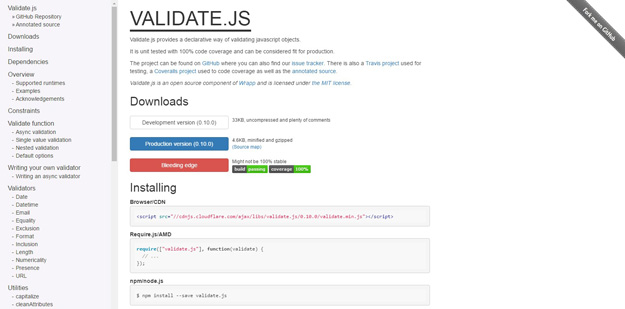 Validate.js
» GitHub Repository
» Annotated source
Downloads
Installing
Dependencies
Overview
- Supported runtimes
- Examples
- Acknowledgements
Constraints
Validate function
- Async validation
- Single value validation
- Nested validation
- Default options
Writing your own validator
- Writing an async validator
Validators
- Date
- Datetime
- Email
- Equality
- Exclusion
- Format
- Inclusion
- Length
- Numericality
- Presence
- URL
Utilities
- capitalize
- cleanAttributes
VALIDATE.JS
Validate.js provides a declarative way of validating javascript objects.
It is unit tested with 100% code coverage and can be considered fit for production.
The project can be found on GitHub where you can also find our issue tracker. There is also a Travis project used for
testing, a Coveralls project used to code coverage as well as the annotated source.
Validate.js is an open source component of Wrapp and is licensed under the MIT license.
Downloads
Development version (0.10.0)
33KB, uncompressed and plenty of comments
Production version (0.10.0)
4.6KB, minified and gzipped
(Source map)
Bleeding edge
Might not be 100% stable
build passing coverage 100%
Installing
Browser/CDN
<script src="//cdnjs.cloudflare.com/ajax/libs/validate.js/0.10.0/validate.min.js"></script>
Require.js/AMD
require(["validate.js"], function(validate) {
// ...
});
npm/node.js
$ npm install --save validate.js
Fork me on GitHub